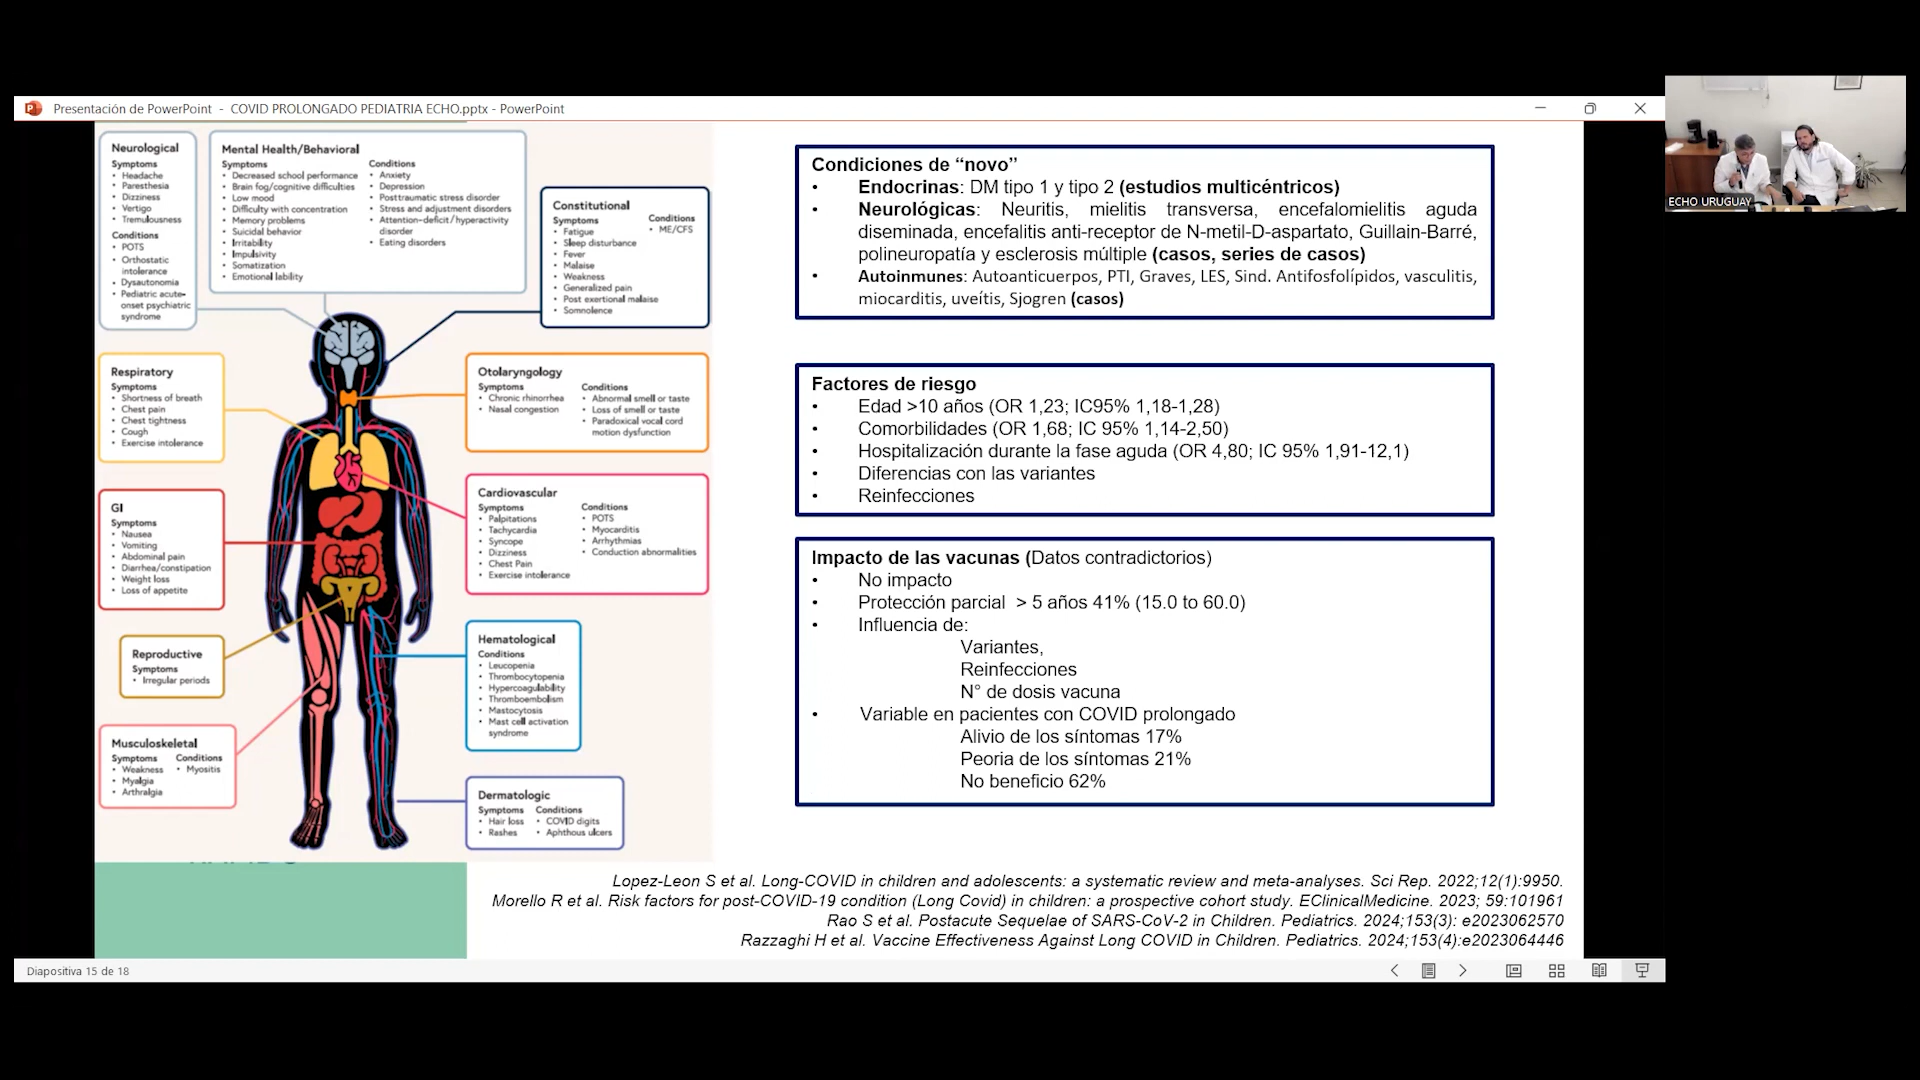 Presentación de PowerPoint - COVID PROLONGADO PEDIATRIA ECHO.pptx - PowerPoint
ECHO URUGUAY
Neurological
Symptoms
• Headache
• Paresthesia
• Dizziness
• Vertigo
• Tremulousness
Conditions
• POTS
• Orthostatic
intolerance
• Dysautonomia
• Pediatric acute-
onset psychiatric
syndrome
Mental Health/Behavioral
Symptoms
• Decreased school performance
• Brain fog/cognitive difficulties
• Low mood
• Difficulty with concentration
• Memory problems
• Suicidal behavior
• Irritability
• Impulsivity
• Somatization
• Emotional lability
Conditions
• Anxiety
• Depression
• Posttraumatic stress disorder
• Stress and adjustment disorders
• Attention-deficit/hyperactivity
disorder
• Eating disorders
Constitutional
Symptoms
• Fatigue
• Sleep disturbance
• Fever
• Malaise
• Weakness
• Generalized pain
• Post exertional malaise
• Somnolence
Conditions
• ME/CFS
Respiratory
Symptoms
• Shortness of breath
• Chest pain
• Chest tightness
• Cough
• Exercise intolerance
Otolaryngology
Symptoms
• Chronic rhinorrhea
• Nasal congestion
Conditions
• Abnormal smell or taste
• Loss of smell or taste
• Paradoxical vocal cord
motion dysfunction
GI
Symptoms
• Nausea
• Vomiting
• Abdominal pain
• Diarrhea/constipation
• Weight loss
• Loss of appetite
Cardiovascular
Symptoms
• Palpitations
• Tachycardia
• Syncope
• Dizziness
• Chest Pain
• Exercise intolerance
Conditions
• POTS
• Myocarditis
• Arrhythmias
• Conduction abnormalities
Reproductive
Symptoms
• Irregular periods
Hematological
Conditions
• Leucopenia
• Thrombocytopenia
• Hypercoagulability
• Thromboembolism
• Mastocytosis
• Mast cell activation
syndrome
Musculoskeletal
Symptoms
• Weakness
• Myalgia
• Arthralgia
Conditions
• Myositis
Dermatologic
Symptoms
• Hair loss
• Rashes
Conditions
• COVID digits
• Aphthous ulcers
Condiciones de “novo”
• Endocrinas: DM tipo 1 y tipo 2 (estudios multicéntricos)
• Neurológicas: Neuritis, mielitis transversa, encefalomielitis aguda
diseminada, encefalitis anti-receptor de N-metil-D-aspartato, Guillain-Barré,
polineuropatía y esclerosis múltiple (casos, series de casos)
• Autoinmunes: Autoanticuerpos, PTI, Graves, LES, Sind. Antifosfolípidos, vasculitis,
miocarditis, uveítis, Sjogren (casos)
Factores de riesgo
• Edad >10 años (OR 1,23; IC95% 1,18-1,28)
• Comorbilidades (OR 1,68; IC 95% 1,14-2,50)
• Hospitalización durante la fase aguda (OR 4,80; IC 95% 1,91-12,1)
• Diferencias con las variantes
• Reinfecciones
Impacto de las vacunas (Datos contradictorios)
• No impacto
• Protección parcial > 5 años 41% (15.0 to 60.0)
• Influencia de:
Variantes,
Reinfecciones
N° de dosis vacuna
• Variable en pacientes con COVID prolongado
Alivio de los síntomas 17%
Peoria de los síntomas 21%
No beneficio 62%
Lopez-Leon S et al. Long-COVID in children and adolescents: a systematic review and meta-analyses. Sci Rep. 2022;12(1):9950.
Morello R et al. Risk factors for post-COVID-19 condition (Long Covid) in children: a prospective cohort study. EClinicalMedicine. 2023; 59:101961
Rao S et al. Postacute Sequelae of SARS-CoV-2 in Children. Pediatrics. 2024;153(3): e2023062570
Razzaghi H et al. Vaccine Effectiveness Against Long COVID in Children. Pediatrics. 2024;153(4):e2023064446
Diapositiva 15 de 18